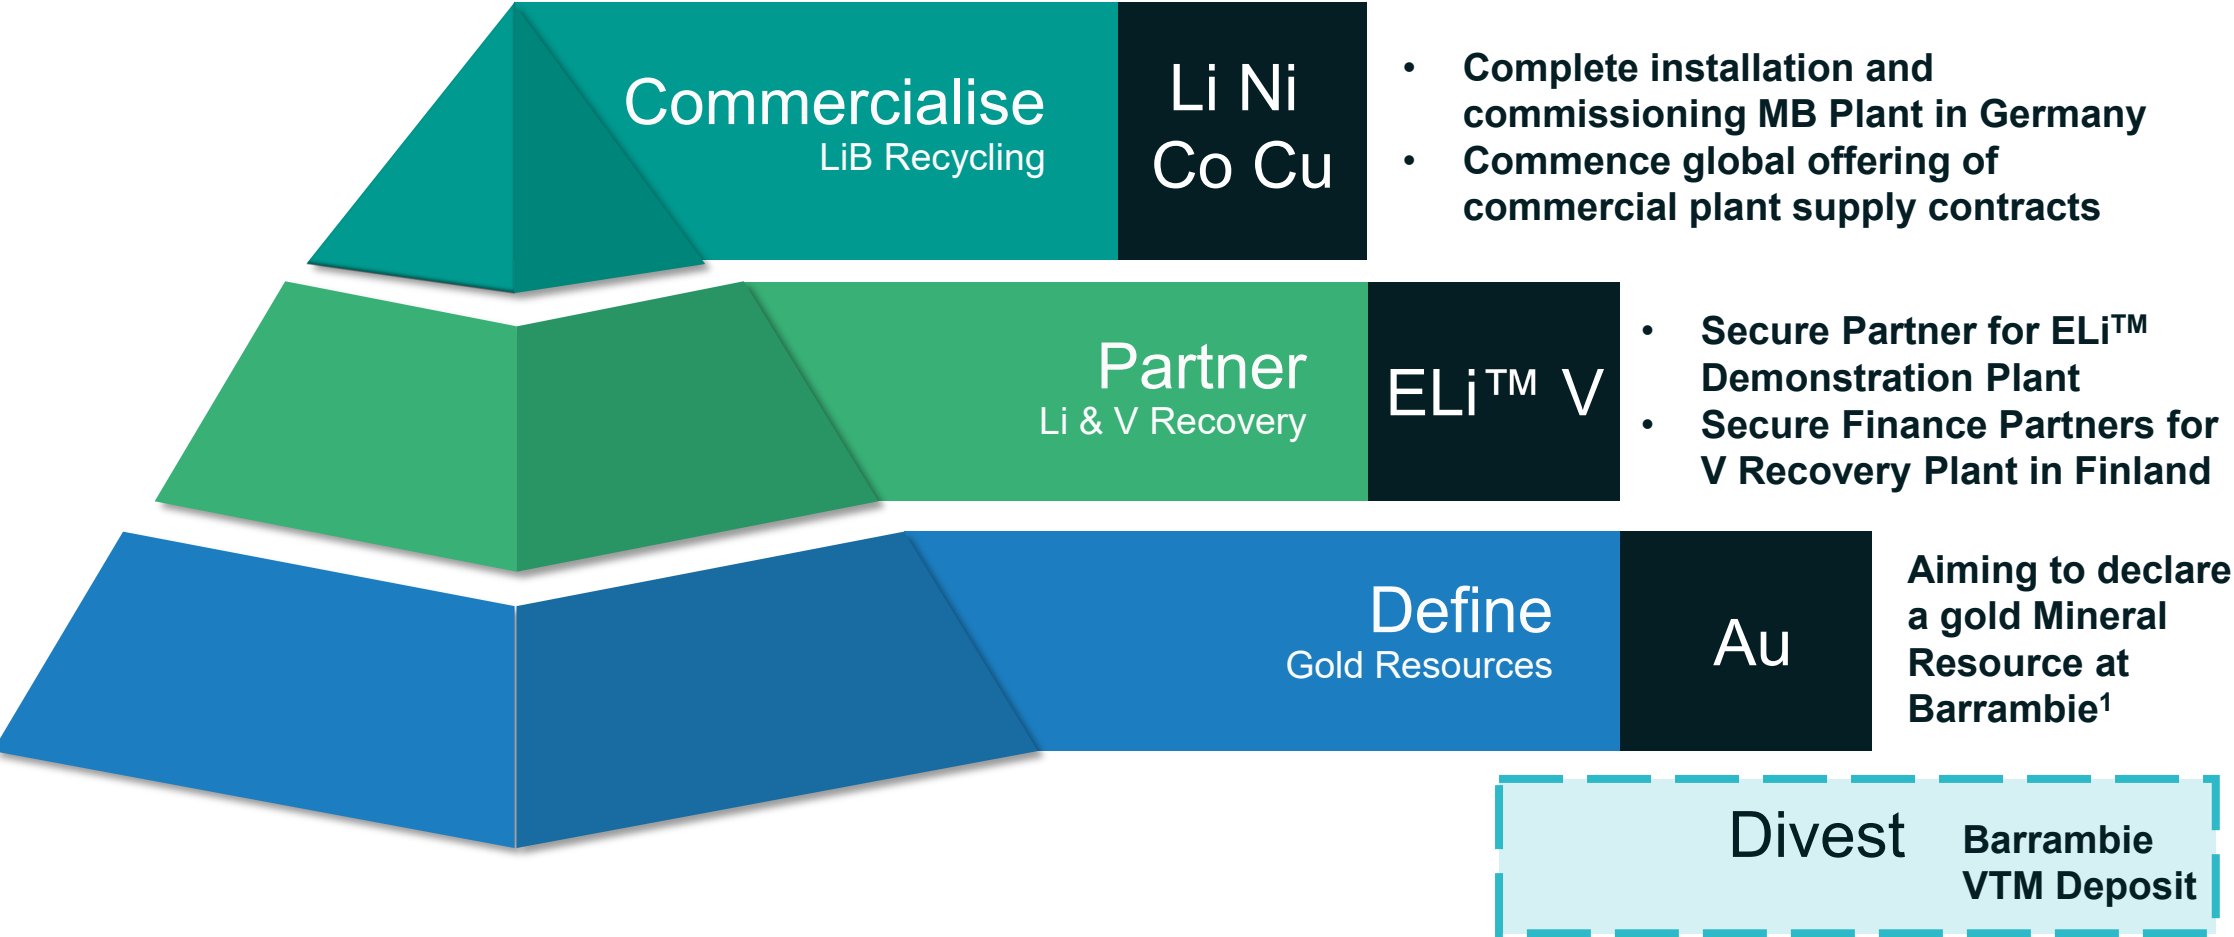 Commercialise
LiB Recycling
Li Ni
Co Cu
• Complete installation and
commissioning MB Plant in Germany
• Commence global offering of
commercial plant supply contracts
Partner
Li & V Recovery
ELi™ V
• Secure Partner for ELi™
Demonstration Plant
• Secure Finance Partners for
V Recovery Plant in Finland
Define
Gold Resources
Au
Aiming to declare
a gold Mineral
Resource at
Barrambie¹
Divest
Barrambie
VTM Deposit